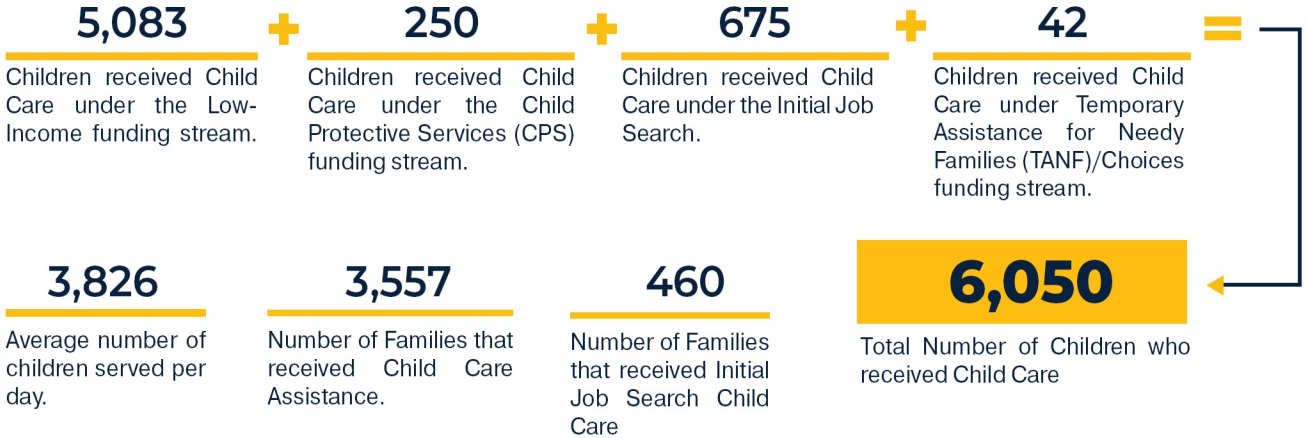 5,083 + 250 + 675 + 42 =
Children received Child
Care under the Low-
Income funding stream.
Children received Child
Care under the Child
Protective Services (CPS)
funding stream.
Children received Child
Care under the Initial Job
Search.
Children received Child
Care under Temporary
Assistance for Needy
Families (TANF)/Choices
funding stream.
3,826
Average number of
children served per
day.
3,557
Number of Families that
received Child Care
Assistance.
460
Number of Families
that received Initial
Job Search Child
Care
6,050
Total Number of Children who
received Child Care